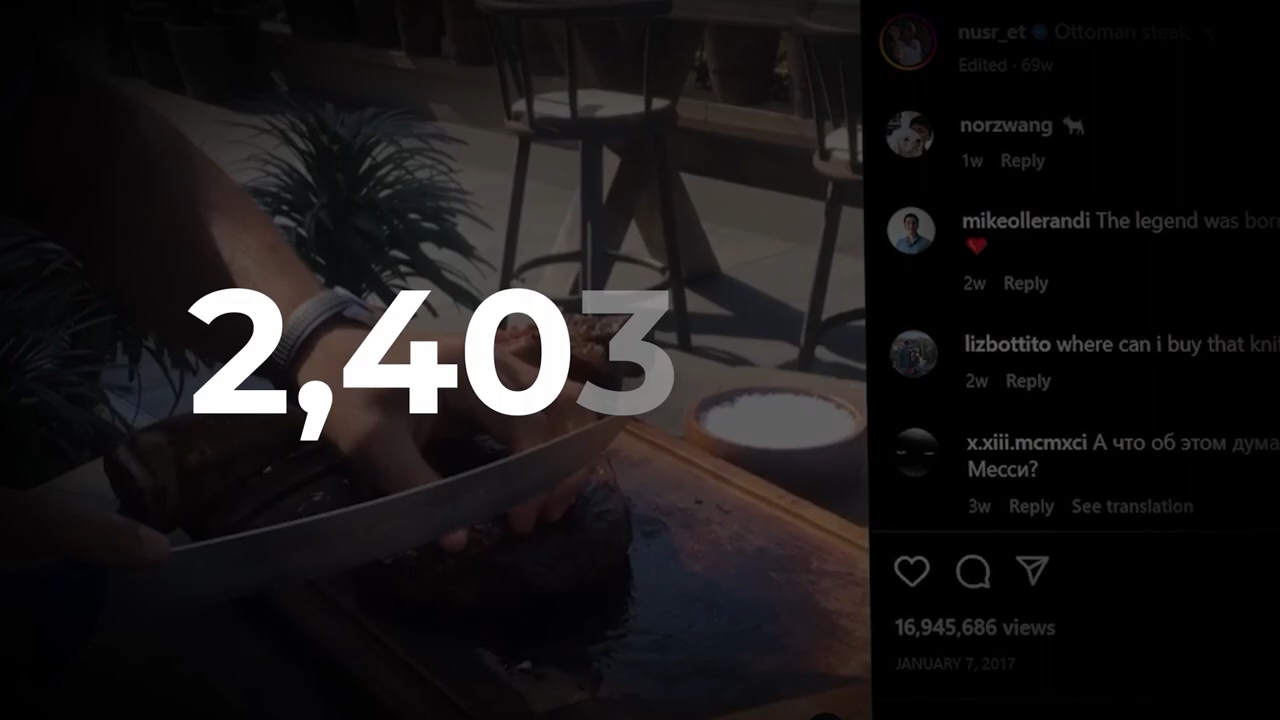 2,403
nusr_et Ottoman steak
Edited · 69w
norzwang
1w Reply
mikeollerandi The legend was
2w Reply
lizbottito where can i buy that
2w Reply
x.xiii.mcmxci А что об этом
Месси?
3w Reply See translation
16,945,686 views
JANUARY 7, 2017